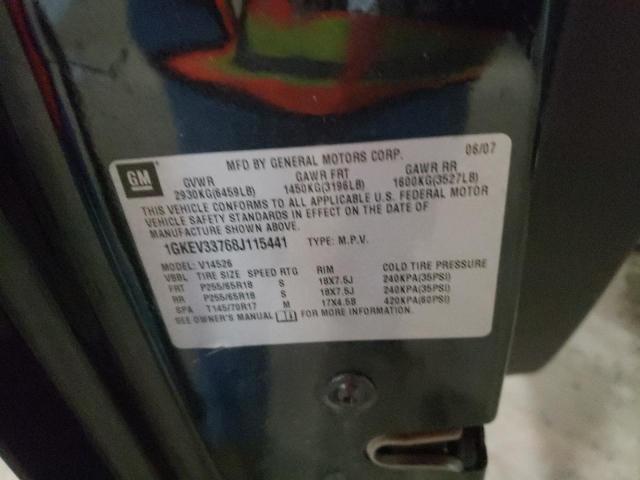 MFD BY GENERAL MOTORS CORP. 06/07
GM GVWR GAWR FRT GAWR RR
2930KG(6459LB) 1450KG(3196LB) 1600KG(3527LB)
THIS VEHICLE CONFORMS TO ALL APPLICABLE U.S. FEDERAL MOTOR
VEHICLE SAFETY STANDARDS IN EFFECT ON THE DATE OF
MANUFACTURE SHOWN ABOVE.
1GKEV33768J115441 TYPE: M.P.V.
MODEL: V14526
VSBL TIRE SIZE SPEED RTG RIM COLD TIRE PRESSURE
FRT P255/65R18 S 18X7.5J 240KPA(35PSI)
RR P255/65R18 S 18X7.5J 240KPA(35PSI)
SPA T145/70R17 M 17X4.5B 420KPA(60PSI)
SEE OWNER'S MANUAL FOR MORE INFORMATION.